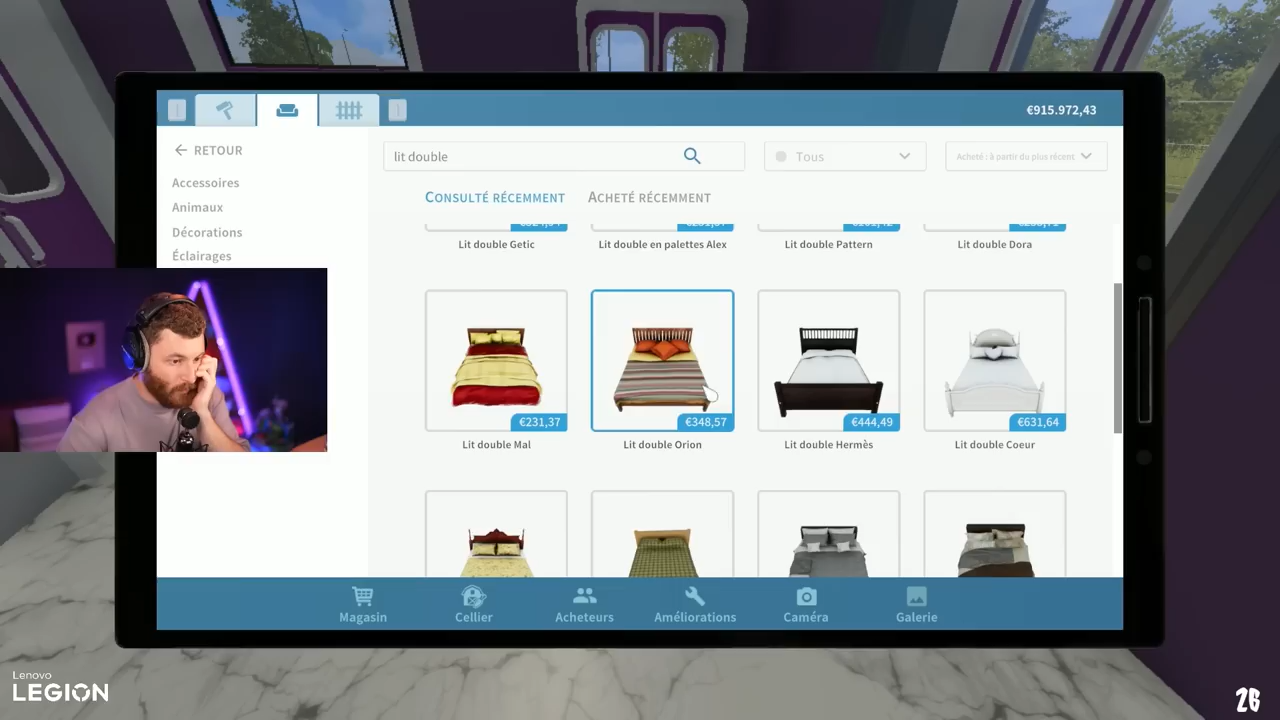 €915.972,43
RETOUR
lit double
Tous
Acheté : à partir du plus récent
Accessoires
CONSULTÉ RÉCEMMENT
ACHETÉ RÉCEMMENT
Animaux
Décorations
Éclairages
Lit double Getic
Lit double en palettes Alex
Lit double Pattern
Lit double Dora
€231,37
€348,57
€444,49
€631,64
Lit double Mal
Lit double Orion
Lit double Hermès
Lit double Coeur
Magasin
Cellier
Acheteurs
Améliorations
Caméra
Galerie
Lenovo
LEGION
26